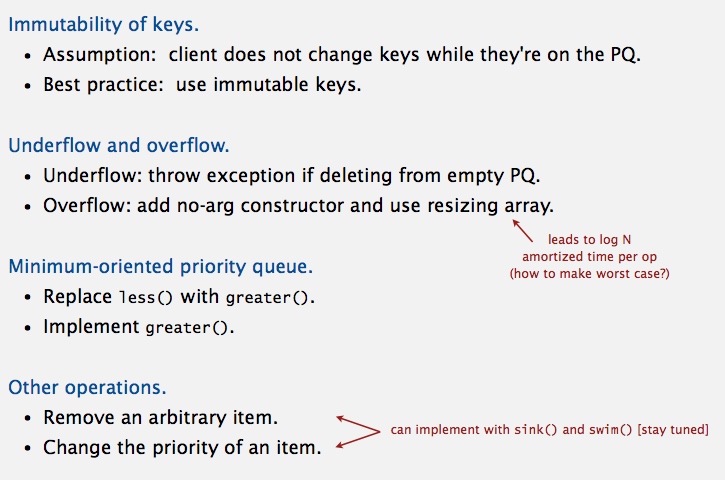 Immutability of keys.
• Assumption: client does not change keys while they're on the PQ.
• Best practice: use immutable keys.
Underflow and overflow.
• Underflow: throw exception if deleting from empty PQ.
• Overflow: add no-arg constructor and use resizing array.
leads to log N
amortized time per op
(how to make worst case?)
Minimum-oriented priority queue.
• Replace less() with greater().
• Implement greater().
Other operations.
• Remove an arbitrary item.
• Change the priority of an item.
can implement with sink() and swim() [stay tuned]